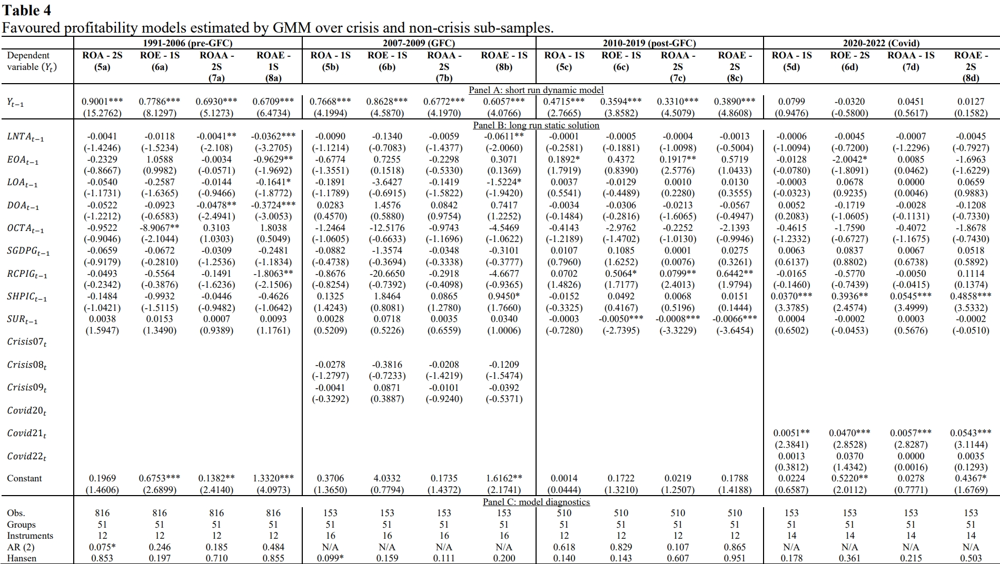 Table 4
Favoured profitability models estimated by GMM over crisis and non-crisis sub-samples.
1991-2006 (pre-GFC) 2007-2009 (GFC) 2010-2019 (post-GFC) 2020-2022 (Covid)
Dependent ROA - 2S ROE - 1S ROAA - ROAE - ROA - 1S ROE - 1S ROAA - ROAE - 1S ROA - 1S ROE - 1S ROAA - ROAE - ROA - 1S ROE - 2S ROAA - 1S ROAE -
variable (Yₜ) (5a) (6a) 2S 1S (5b) (6b) 2S (8b) (5c) (6c) 2S 2S (5d) (6d) (7d) 2S
(7a) (8a) (7b) (7c) (8c) (8d)
Panel A: short run dynamic model
Yₜ₋₁ 0.9001*** 0.7786*** 0.6930*** 0.6709*** 0.7668*** 0.8628*** 0.6772*** 0.6057*** 0.4715*** 0.3594*** 0.3310*** 0.3890*** 0.0799 -0.0320 0.0451 0.0127
(15.2762) (8.1297) (5.1273) (6.4734) (4.1994) (4.5870) (4.1970) (4.0766) (2.7665) (3.8582) (4.5079) (4.8608) (0.9476) (-0.5800) (0.5617) (0.1582)
Panel B: long run static solution
LNTAₜ₋₁ -0.0041 -0.0118 -0.0041** -0.0362*** -0.0090 -0.1340 -0.0059 -0.0611** -0.0001 -0.0005 -0.0004 -0.0013 -0.0006 -0.0045 -0.0007 -0.0045
(-1.4246) (-1.5234) (-2.108) (-3.2705) (-1.1214) (-0.7083) (-1.4377) (-2.0060) (-0.2581) (-0.1881) (-1.0098) (-0.5004) (-1.0094) (-0.7200) (-1.2296) (-0.7927)
EOAₜ₋₁ -0.2329 1.0588 -0.0034 -0.9629** -0.6774 0.7255 -0.2298 0.3071 0.1892* 0.4372 0.1917** 0.5719 -0.0128 -2.0042* 0.0085 -1.6963
(-0.8667) (0.9982) (-0.0571) (-1.9692) (-1.3551) (0.1518) (-0.5330) (0.1369) (1.7919) (0.8390) (2.5776) (1.0433) (-0.0780) (-1.8091) (0.0462) (-1.6229)
LOAₜ₋₁ -0.0540 -0.2587 -0.0144 -0.1641* -0.1891 -3.6427 -0.1419 -1.5224* 0.0037 -0.0129 0.0010 0.0130 -0.0003 0.0678 0.0000 0.0659
(-1.1731) (-1.6365) (-0.9466) (-1.8772) (-1.1789) (-0.6915) (-1.5822) (-1.9420) (0.5541) (-0.4489) (0.2280) (0.3555) (-0.0323) (0.9235) (0.0046) (0.9883)
DOAₜ₋₁ -0.0522 -0.0923 -0.0478** -0.3724*** 0.0283 1.4576 0.0842 0.7417 -0.0034 -0.0306 -0.0213 -0.0567 0.0052 -0.1719 -0.0028 -0.1208
(-1.2212) (-0.6583) (-2.4941) (-3.0053) (0.4570) (0.5880) (0.9754) (1.2252) (-0.1484) (-0.2816) (-1.6065) (-0.4947) (0.2083) (-1.0605) (-0.1131) (-0.7330)
OCTAₜ₋₁ -0.9522 -8.9067** 0.3103 1.8038 -1.2464 -12.5176 -0.9743 -4.5469 -0.4143 -2.9762 -0.2252 -2.1393 -0.4615 -1.7590 -0.4072 -1.8678
(-0.9046) (-2.1044) (1.0303) (0.5049) (-1.0605) (-0.6633) (-1.1696) (-1.0622) (-1.2189) (-1.4702) (-1.0130) (-0.9946) (-1.2332) (-0.6727) (-1.1675) (-0.7430)
SGDPGₜ₋₁ -0.0659 -0.0672 -0.0309 -0.2481 -0.0882 -1.3574 -0.0348 -0.3101 0.0107 0.1085 0.0001 0.0275 0.0063 0.0837 0.0067 0.0518
(-0.9179) (-0.2810) (-1.2536) (-1.1834) (-0.4738) (-0.3694) (-0.3338) (-0.3777) (0.7960) (1.6252) (0.0076) (0.3261) (0.6137) (0.8802) (0.6738) (0.5892)
RCPIGₜ₋₁ -0.0493 -0.5564 -0.1491 -1.8063** -0.8676 -20.6650 -0.2918 -4.6677 0.0702 0.5064* 0.0799** 0.6442** -0.0165 -0.5770 -0.0050 0.1114
(-0.2342) (-0.3876) (-1.6236) (-2.1506) (-0.8254) (-0.7392) (-0.4098) (-0.9365) (1.4826) (1.7177) (2.4013) (1.9794) (-0.1460) (-0.7439) (-0.0415) (0.1374)
SHPICₜ₋₁ -0.1484 -0.9932 -0.0446 -0.4626 0.1325 1.8464 0.0865 0.9450* -0.0152 0.0492 0.0068 0.0151 0.0370*** 0.3936** 0.0545*** 0.4858***
(-1.0421) (-1.5115) (-0.9482) (-1.0642) (1.4243) (0.8081) (1.2780) (1.7660) (-0.3325) (0.4167) (0.5196) (0.1444) (3.3785) (2.4574) (3.4999) (3.5332)
SURₜ₋₁ 0.0038 0.0153 0.0007 0.0093 0.0028 0.0718 0.0035 0.0340 -0.0003 -0.0050*** -0.0008*** -0.0066*** 0.0004 -0.0002 0.0003 -0.0002
(1.5947) (1.3490) (0.9389) (1.1761) (0.5209) (0.5226) (0.6559) (1.0006) (-0.7280) (-2.7395) (-3.3229) (-3.6454) (0.6502) (-0.0453) (0.5676) (-0.0510)
Crisis07ₜ
Crisis08ₜ -0.0278 -0.3816 -0.0208 -0.1209
(-1.2797) (-0.7233) (-1.4219) (-1.5474)
Crisis09ₜ -0.0041 0.0871 -0.0101 -0.0392
(-0.3292) (0.3887) (-0.9240) (-0.5371)
Covid20ₜ
Covid21ₜ 0.0051** 0.0470*** 0.0057*** 0.0543***
(2.3841) (2.8528) (2.8287) (3.1144)
Covid22ₜ 0.0013 0.0370 0.0000 0.0035
(0.3812) (1.4342) (0.0016) (0.1293)
Constant 0.1969 0.6753*** 0.1382** 1.3320*** 0.3706 4.0332 0.1735 1.6162** 0.0014 0.1722 0.0219 0.1788 0.0224 0.5220** 0.0278 0.4367*
(1.4606) (2.6899) (2.4140) (4.0973) (1.3650) (0.7794) (1.4372) (2.1741) (0.0444) (1.3210) (1.2507) (1.4188) (0.6587) (2.0112) (0.7771) (1.6769)
Panel C: model diagnostics
Obs. 816 816 816 816 153 153 153 153 510 510 510 510 153 153 153 153
Groups 51 51 51 51 51 51 51 51 51 51 51 51 51 51 51 51
Instruments 12 12 12 12 16 16 16 16 12 12 12 12 14 14 14 14
AR (2) 0.075* 0.246 0.185 0.484 N/A N/A N/A N/A 0.618 0.829 0.107 0.865 N/A N/A N/A N/A
Hansen 0.853 0.197 0.710 0.855 0.099* 0.159 0.111 0.200 0.140 0.143 0.607 0.951 0.178 0.361 0.215 0.503